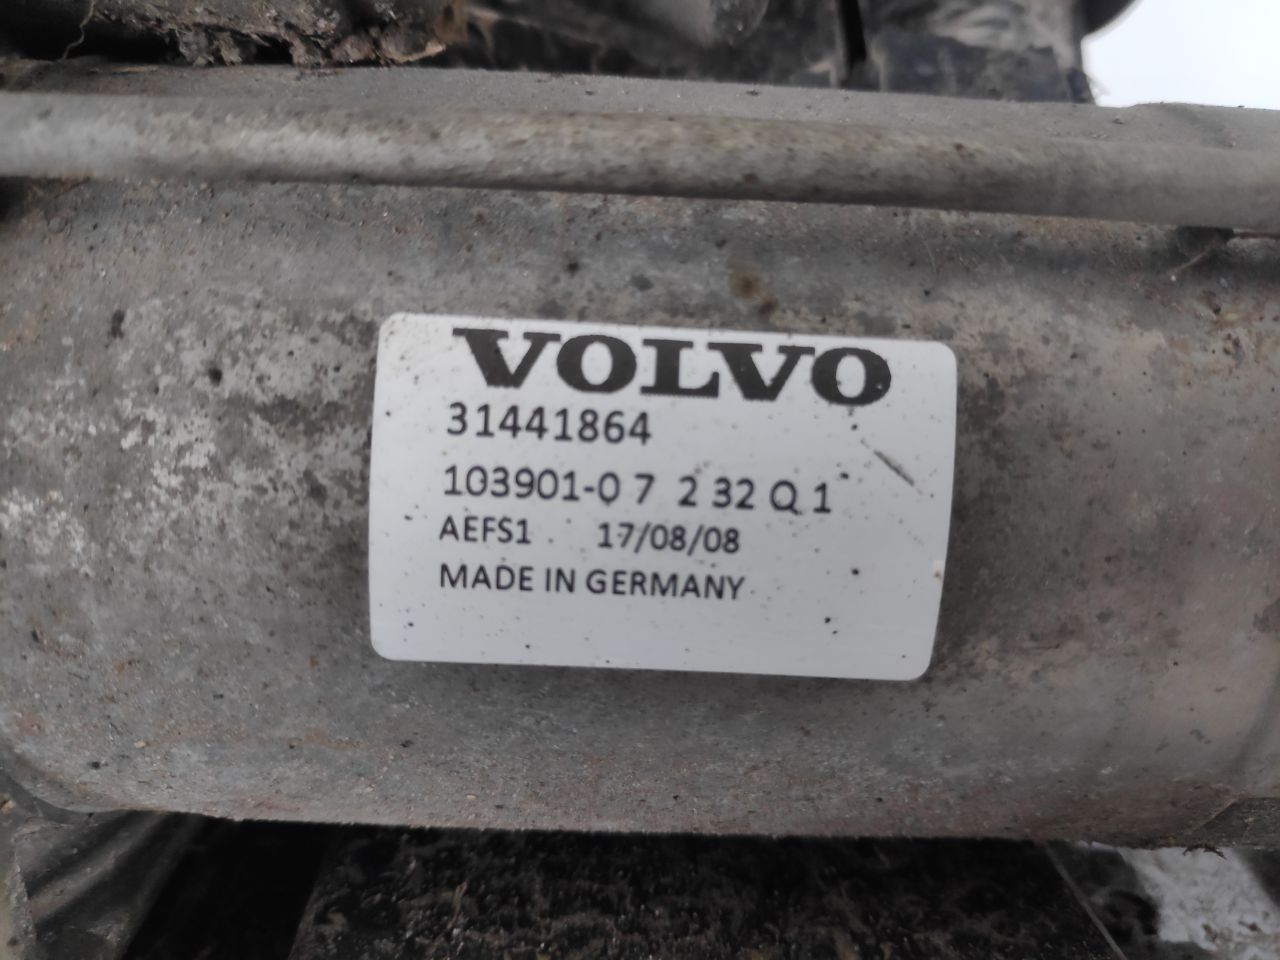 VOLVO
31441864
103901-0 7 2 32 Q 1
AEFS1 17/08/08
MADE IN GERMANY